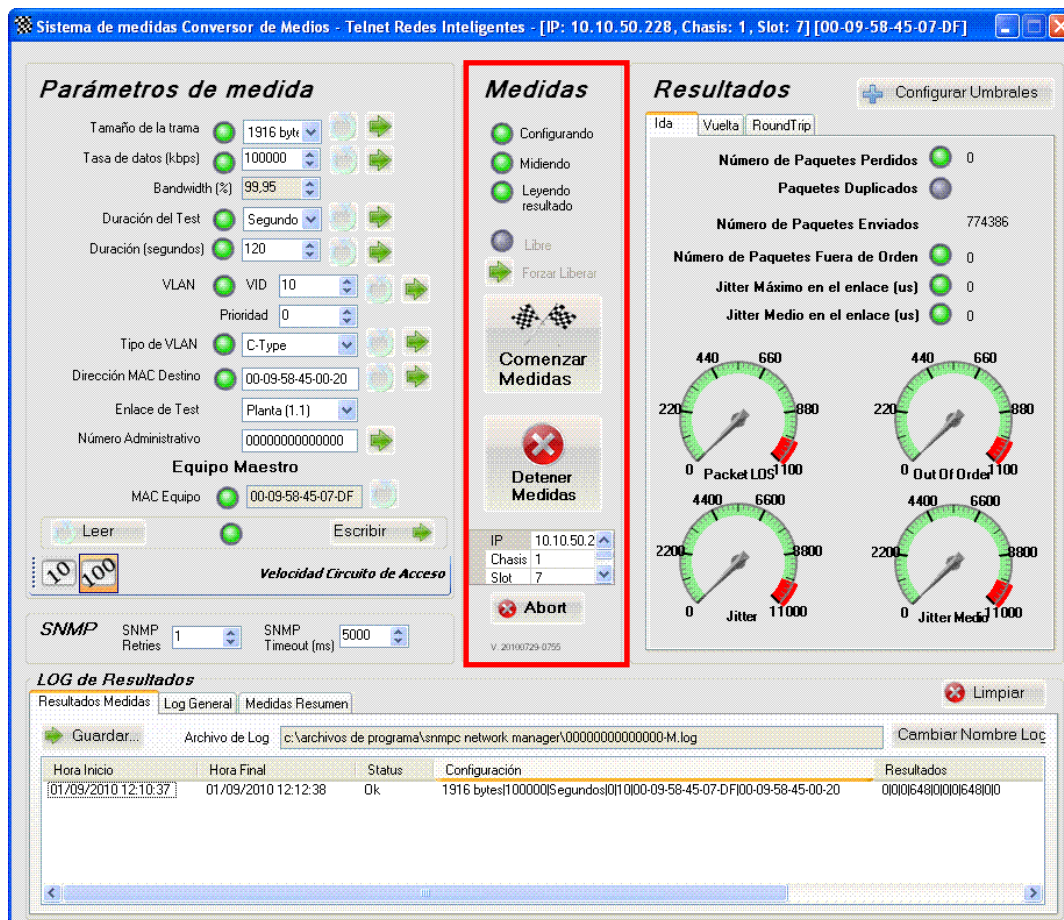 Sistema de medidas Conversor de Medios - Telnet Redes Inteligentes - [IP: 10.10.50.228, Chasis: 1, Slot: 7] [00-09-58-45-07-DF]
Parámetros de medida
Tamaño de la trama 1916 byte
Tasa de datos (kbps) 100000
Bandwidth (%) 99,95
Duración del Test Segundo
Duración (segundos) 120
VLAN VID 10
Prioridad 0
Tipo de VLAN C-Type
Dirección MAC Destino 00-09-58-45-00-20
Enlace de Test Planta (1.1)
Número Administrativo 00000000000000
Equipo Maestro
MAC Equipo 00-09-58-45-07-DF
Leer Escribir
10 100 Velocidad Circuito de Acceso
SNMP
SNMP Retries 1
SNMP Timeout (ms) 5000
Medidas
Configurando
Midiendo
Leyendo
resultado
Libre
Forzar Liberar
Comenzar
Medidas
Detener
Medidas
IP 10.10.50.2
Chasis 1
Slot 7
Abort
V. 20100729-0755
Resultados
Configurar Umbrales
Ida Vuelta RoundTrip
Número de Paquetes Perdidos 0
Paquetes Duplicados
Número de Paquetes Enviados 774386
Número de Paquetes Fuera de Orden 0
Jitter Máximo en el enlace (us) 0
Jitter Medio en el enlace (us) 0
440 660
220 880
0 Packet LOS 1100
440 660
220 880
0 Out Of Order 1100
4400 6600
2200 8800
0 Jitter 11000
4400 6600
2200 8800
0 Jitter Medio 11000
LOG de Resultados
Resultados Medidas Log General Medidas Resumen
Limpiar
Guardar... Archivo de Log c:\archivos de programa\snmpc network manager\00000000000000-M.log Cambiar Nombre Log
Hora Inicio Hora Final Status Configuración Resultados
01/09/2010 12:10:37 01/09/2010 12:12:38 Ok 1916 bytes|100000|Segundos|0|10|00-09-58-45-07-DF|00-09-58-45-00-20 0|0|0|648|0|0|0|648|0|0